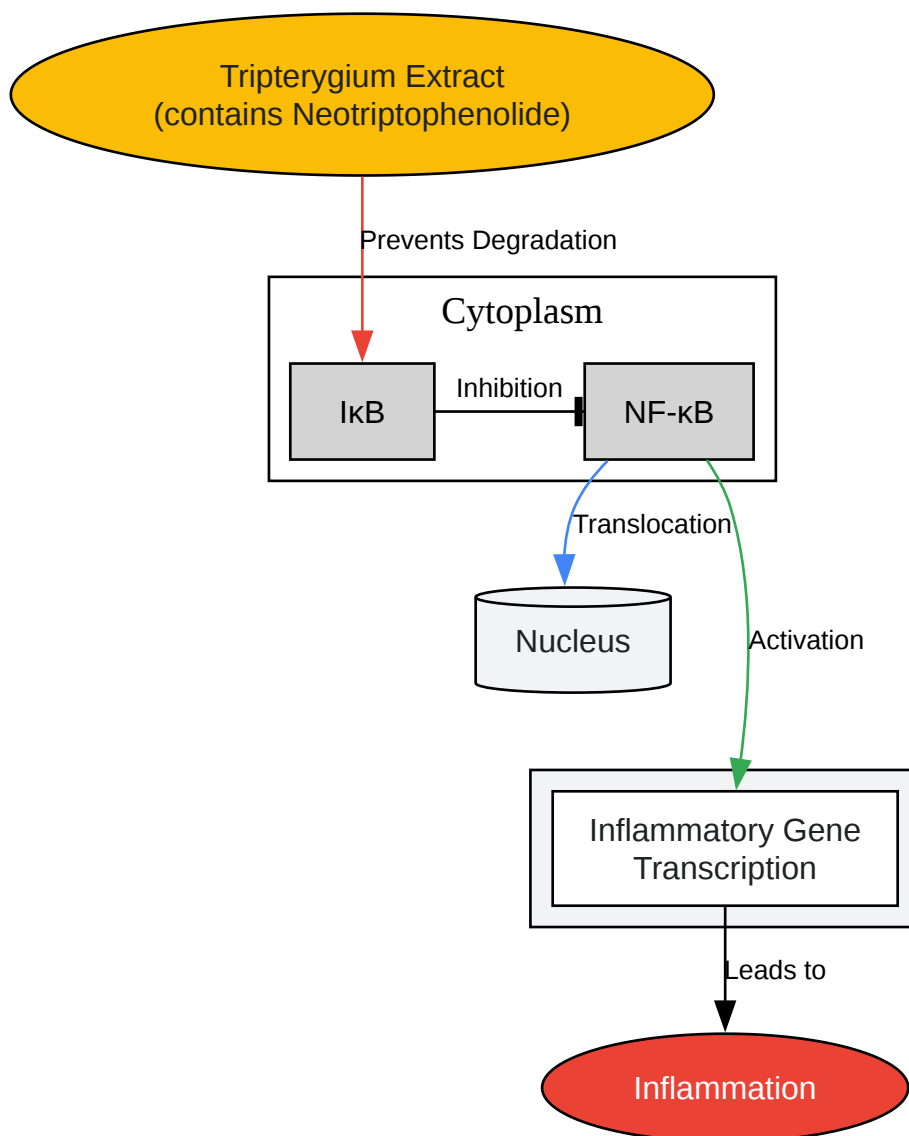 Tripterygium Extract
(contains Neotriptophenolide)
Prevents Degradation
Cytoplasm
IκB
Inhibition
NF-κB
Translocation
Nucleus
Activation
Inflammatory Gene
Transcription
Leads to
Inflammation